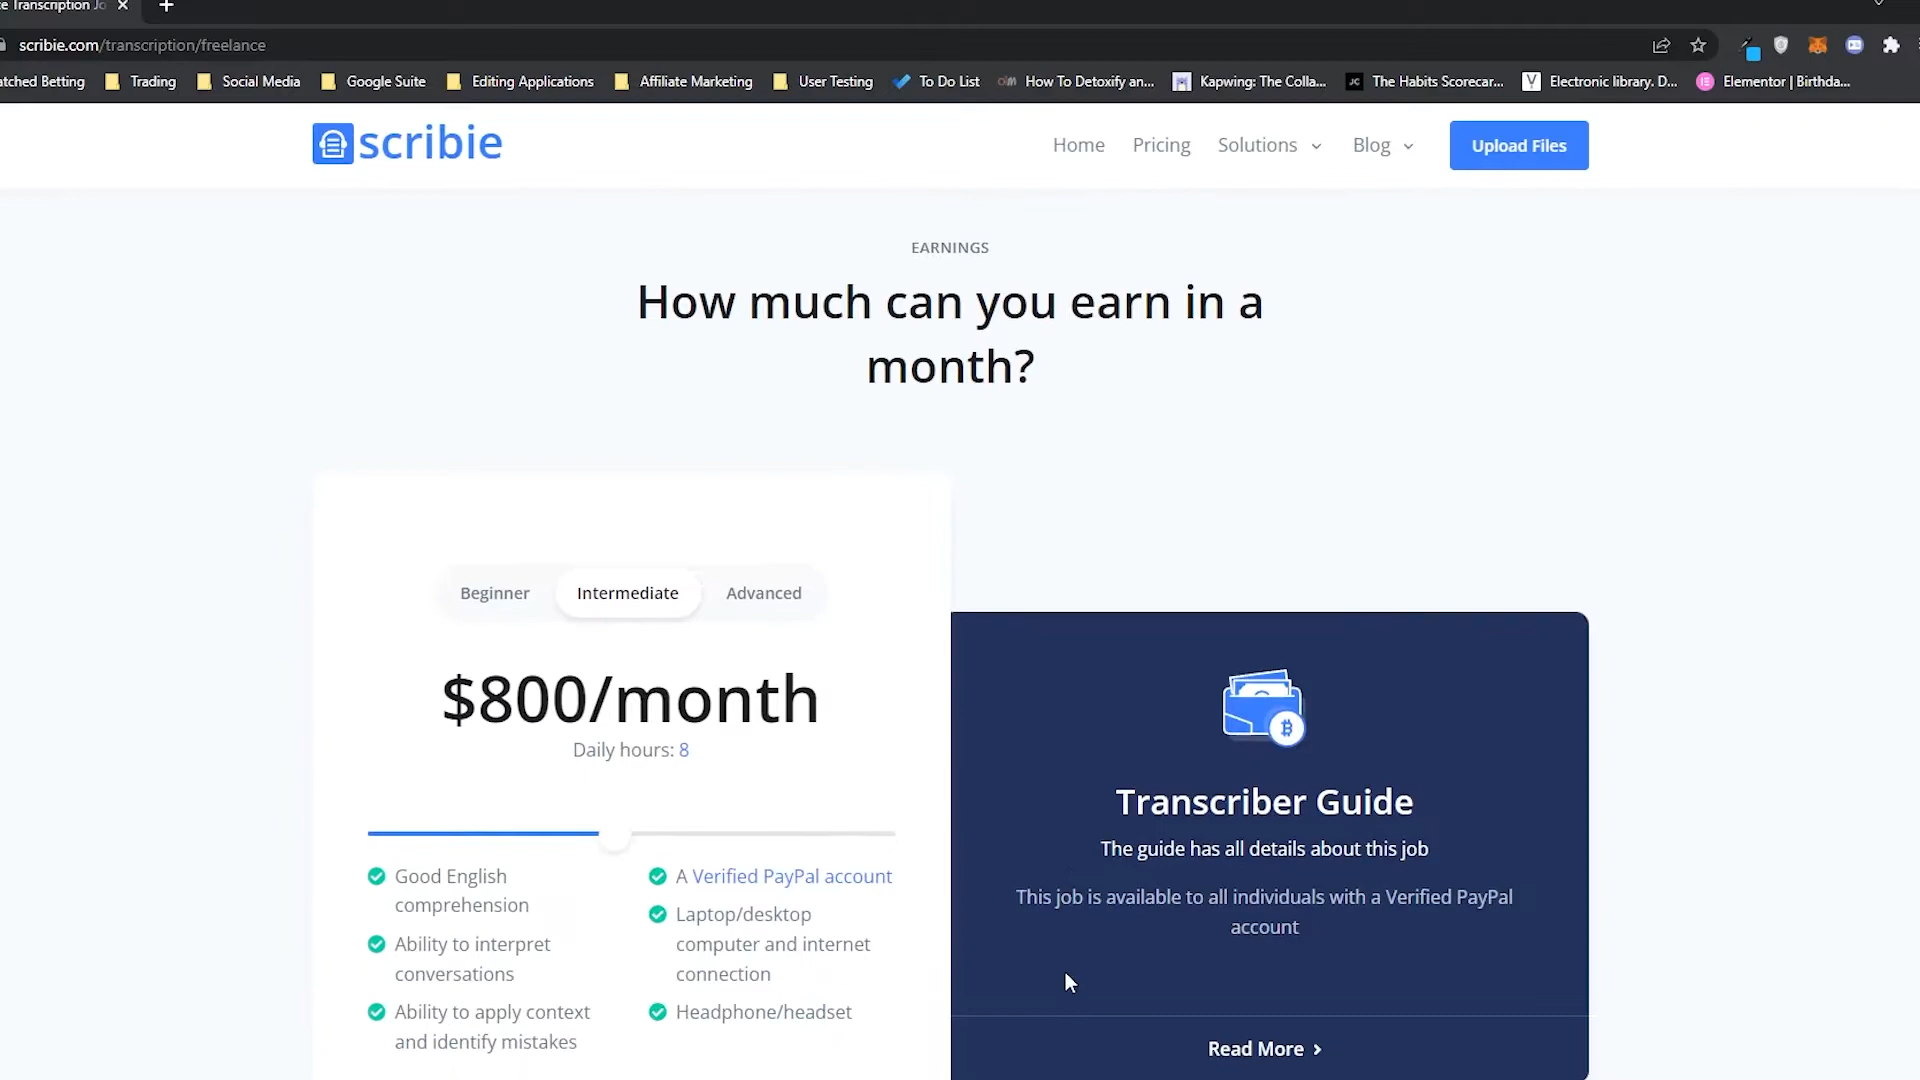 e Transcription Jo
scribie.com/transcription/freelance
atched Betting Trading Social Media Google Suite Editing Applications Affiliate Marketing User Testing To Do List How To Detoxify an... Kapwing: The Colla... JC The Habits Scorecar... V Electronic library. D... Elementor | Birthda...
scribie Home Pricing Solutions Blog Upload Files
EARNINGS
How much can you earn in a
month?
Beginner Intermediate Advanced
$800/month
Daily hours: 8
Good English
comprehension
Ability to interpret
conversations
Ability to apply context
and identify mistakes
A Verified PayPal account
Laptop/desktop
computer and internet
connection
Headphone/headset
Transcriber Guide
The guide has all details about this job
This job is available to all individuals with a Verified PayPal
account
Read More